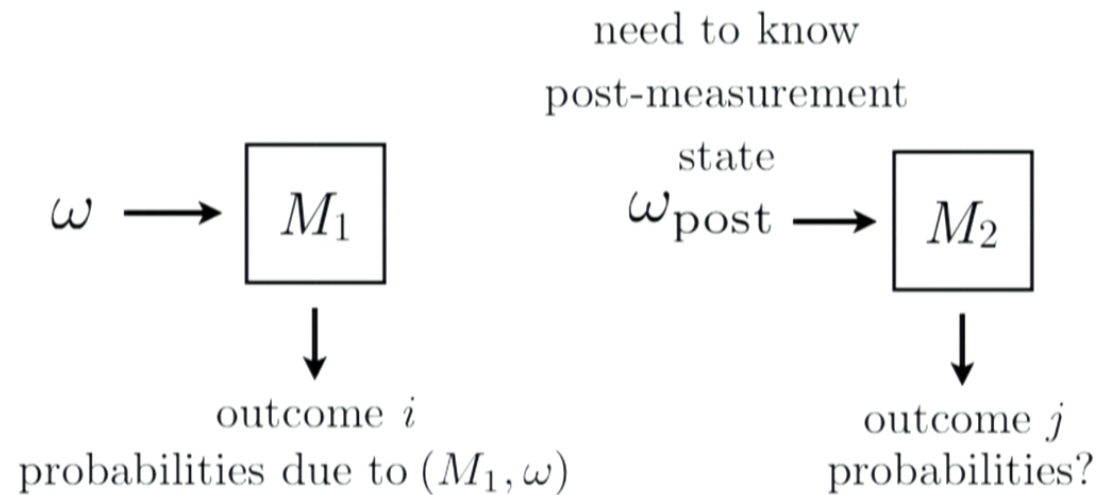 need to know
post-measurement
state
ω
M₁
ω_post
M₂
outcome i
probabilities due to (M₁, ω)
outcome j
probabilities?